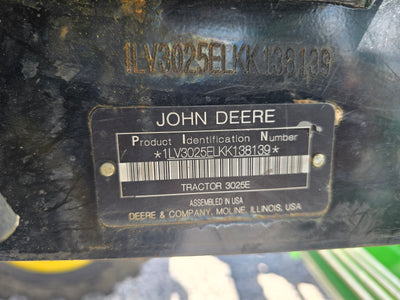 1LV3025ELKK138139
JOHN DEERE
Product Identification Number
*1LV3025ELKK138139*
TRACTOR 3025E
ASSEMBLED IN USA
DEERE & COMPANY, MOLINE, ILLINOIS, USA